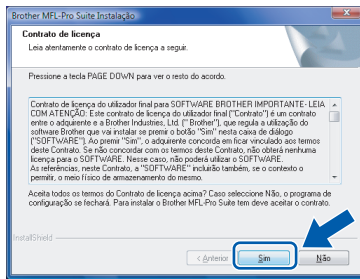 Brother MFL-Pro Suite Instalação
Contrato de licença
Leia atentamente o contrato de licença a seguir.
Pressione a tecla PAGE DOWN para ver o resto do acordo.
Contrato de licença do utilizador final para SOFTWARE BROTHER IMPORTANTE- LEIA
COM ATENÇÃO: Este contrato de licença do utilizador final ("Contrato") é um contrato
entre o adquirente e a Brother Industries, Ltd. (" Brother"), que regula a utilização do
software Brother que vai instalar se premir o botão "Sim" nesta caixa de diálogo
("SOFTWARE"). Ao premir "Sim", o adquirente concorda em ficar vinculado aos termos
deste Contrato. Se não concordar com os termos deste Contrato, não obterá nenhuma
licença para o SOFTWARE. Nesse caso, não poderá utilizar o SOFTWARE.
As referências, neste Contrato, a "SOFTWARE" incluirão também, se o contexto o
permitir, o meio físico de armazenamento do mesmo.
Aceita todos os termos do Contrato de licença acima? Caso seleccione Não, o programa de
configuração se fechará. Para instalar o Brother MFL-Pro Suite tem deve aceitar o contrato.
InstallShield
< Anterior
Sim
Não